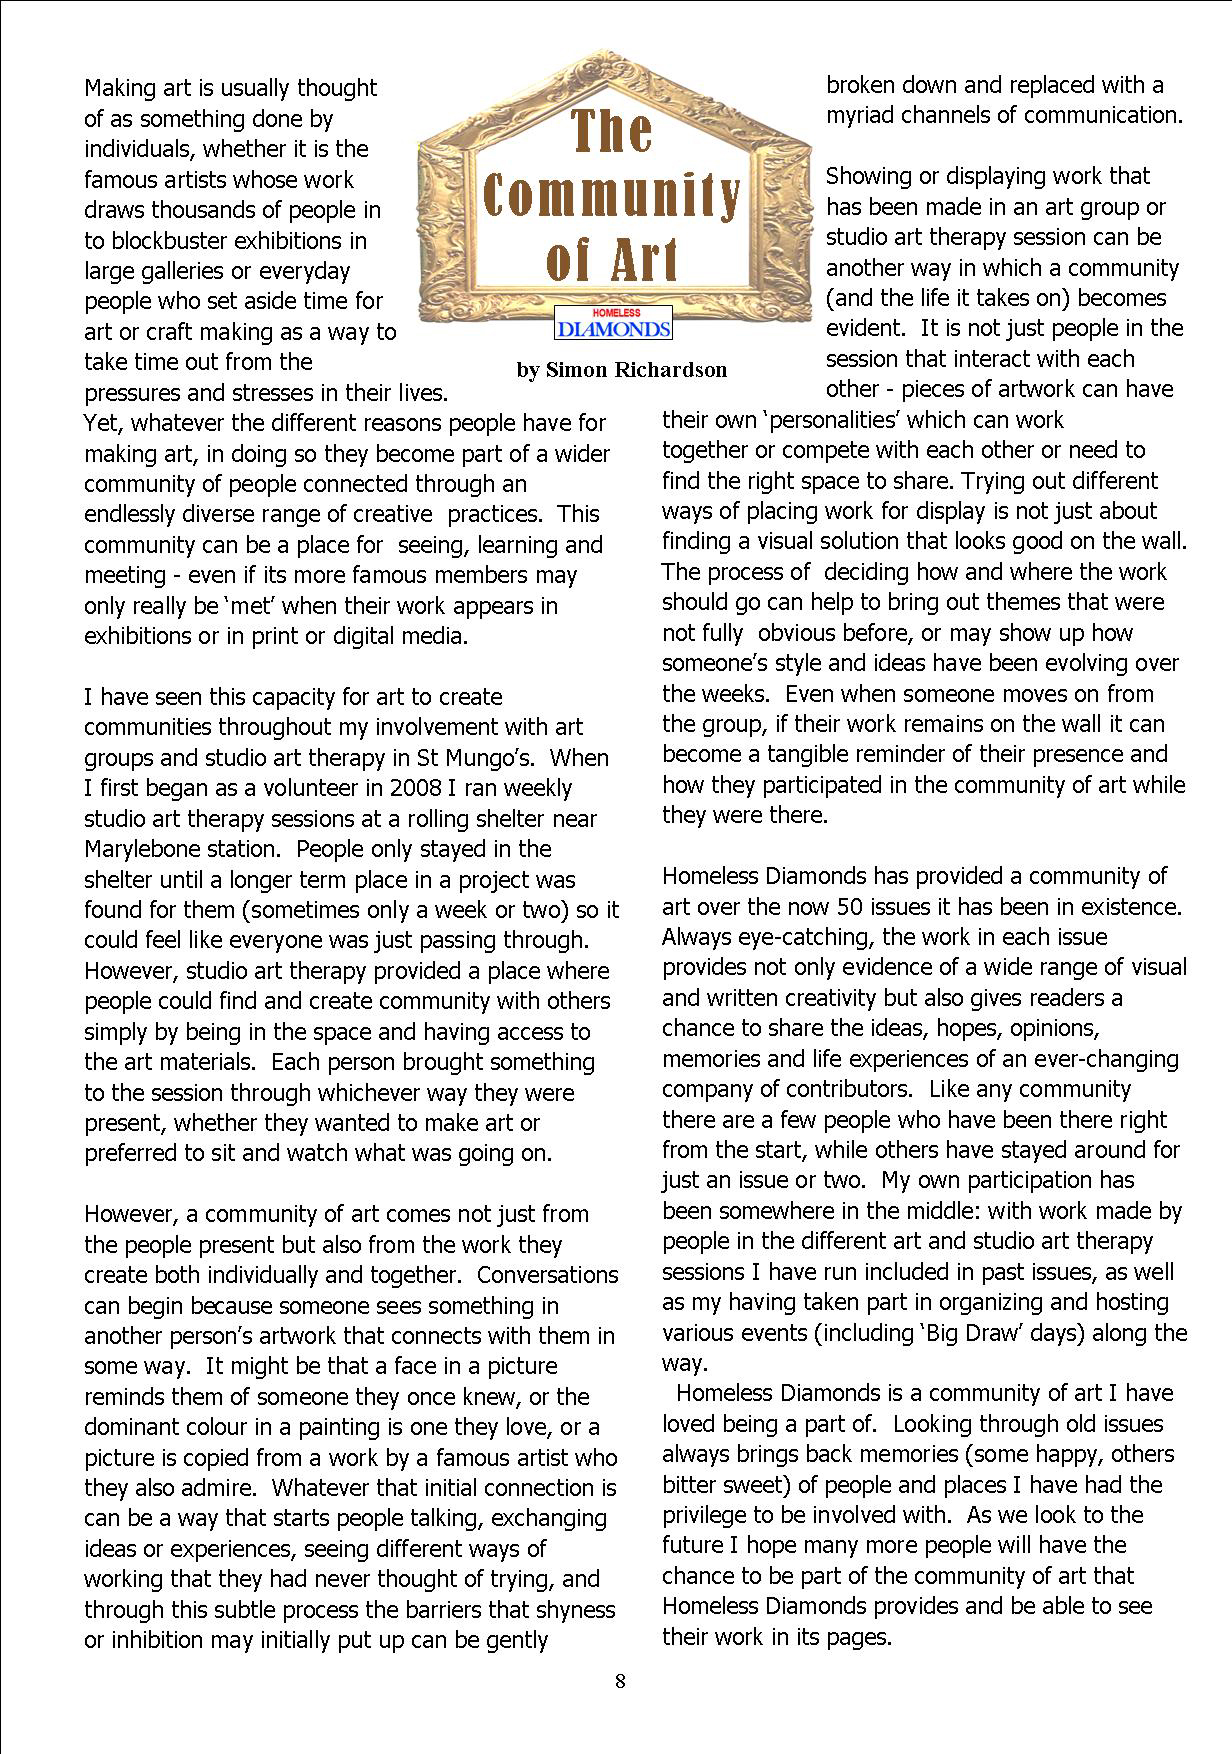 The
Community
of Art
HOMELESS
DIAMONDS
by Simon Richardson
Making art is usually thought
of as something done by
individuals, whether it is the
famous artists whose work
draws thousands of people in
to blockbuster exhibitions in
large galleries or everyday
people who set aside time for
art or craft making as a way to
take time out from the
pressures and stresses in their lives.
Yet, whatever the different reasons people have for
making art, in doing so they become part of a wider
community of people connected through an
endlessly diverse range of creative  practices.  This
community can be a place for  seeing, learning and
meeting - even if its more famous members may
only really be ‘met’ when their work appears in
exhibitions or in print or digital media.
I have seen this capacity for art to create
communities throughout my involvement with art
groups and studio art therapy in St Mungo’s.  When
I first began as a volunteer in 2008 I ran weekly
studio art therapy sessions at a rolling shelter near
Marylebone station.  People only stayed in the
shelter until a longer term place in a project was
found for them (sometimes only a week or two) so it
could feel like everyone was just passing through.
However, studio art therapy provided a place where
people could find and create community with others
simply by being in the space and having access to
the art materials.  Each person brought something
to the session through whichever way they were
present, whether they wanted to make art or
preferred to sit and watch what was going on.
However, a community of art comes not just from
the people present but also from the work they
create both individually and together.  Conversations
can begin because someone sees something in
another person’s artwork that connects with them in
some way.  It might be that a face in a picture
reminds them of someone they once knew, or the
dominant colour in a painting is one they love, or a
picture is copied from a work by a famous artist who
they also admire.  Whatever that initial connection is
can be a way that starts people talking, exchanging
ideas or experiences, seeing different ways of
working that they had never thought of trying, and
through this subtle process the barriers that shyness
or inhibition may initially put up can be gently
broken down and replaced with a
myriad channels of communication.
Showing or displaying work that
has been made in an art group or
studio art therapy session can be
another way in which a community
(and the life it takes on) becomes
evident.  It is not just people in the
session that interact with each
other - pieces of artwork can have
their own ‘personalities’ which can work
together or compete with each other or need to
find the right space to share. Trying out different
ways of placing work for display is not just about
finding a visual solution that looks good on the wall.
The process of  deciding how and where the work
should go can help to bring out themes that were
not fully  obvious before, or may show up how
someone’s style and ideas have been evolving over
the weeks.  Even when someone moves on from
the group, if their work remains on the wall it can
become a tangible reminder of their presence and
how they participated in the community of art while
they were there.
Homeless Diamonds has provided a community of
art over the now 50 issues it has been in existence.
Always eye-catching, the work in each issue
provides not only evidence of a wide range of visual
and written creativity but also gives readers a
chance to share the ideas, hopes, opinions,
memories and life experiences of an ever-changing
company of contributors.  Like any community
there are a few people who have been there right
from the start, while others have stayed around for
just an issue or two.  My own participation has
been somewhere in the middle: with work made by
people in the different art and studio art therapy
sessions I have run included in past issues, as well
as my having taken part in organizing and hosting
various events (including ‘Big Draw’ days) along the
way.
Homeless Diamonds is a community of art I have
loved being a part of.  Looking through old issues
always brings back memories (some happy, others
bitter sweet) of people and places I have had the
privilege to be involved with.  As we look to the
future I hope many more people will have the
chance to be part of the community of art that
Homeless Diamonds provides and be able to see
their work in its pages.
8